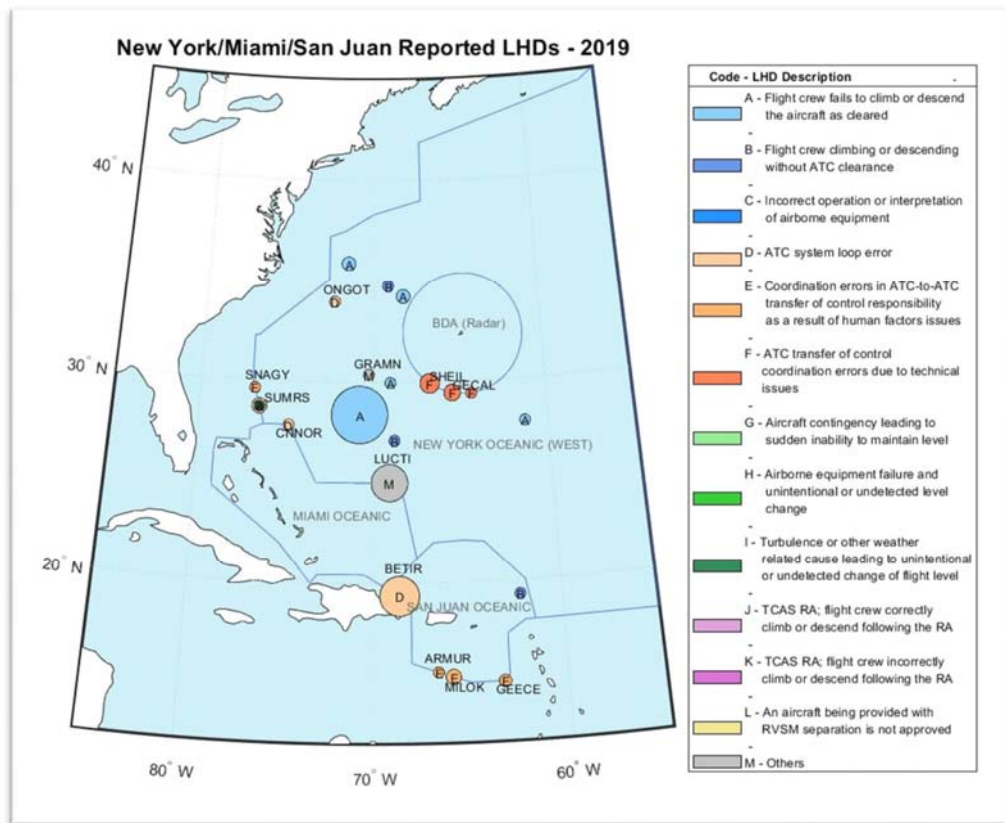 New York/Miami/San Juan Reported LHDs - 2019
40° N
30° N
20° N
80° W
70° W
60° W
A
B
A
ONGOT
D
BDA (Radar)
GRAMN
M
A
SHEIL
F
GECAL
F
F
SNAGY
E
SUMRS
CNNOR
D
A
A
B
NEW YORK OCEANIC (WEST)
LUCTI
M
MIAMI OCEANIC
BETIR
D
SAN JUAN OCEANIC
B
ARMUR
E
E
MILOK
E
GEECE
Code - LHD Description -
A - Flight crew fails to climb or descend
the aircraft as cleared
-
B - Flight crew climbing or descending
without ATC clearance
-
C - Incorrect operation or interpretation
of airborne equipment
-
D - ATC system loop error
-
E - Coordination errors in ATC-to-ATC
transfer of control responsibility
as a result of human factors issues
-
F - ATC transfer of control
coordination errors due to technical
issues
-
G - Aircraft contingency leading to
sudden inability to maintain level
-
H - Airborne equipment failure and
unintentional or undetected level
change
-
I - Turbulence or other weather
related cause leading to unintentional
or undetected change of flight level
-
J - TCAS RA; flight crew correctly
climb or descend following the RA
-
K - TCAS RA; flight crew incorrectly
climb or descend following the RA
-
L - An aircraft being provided with
RVSM separation is not approved
-
M - Others